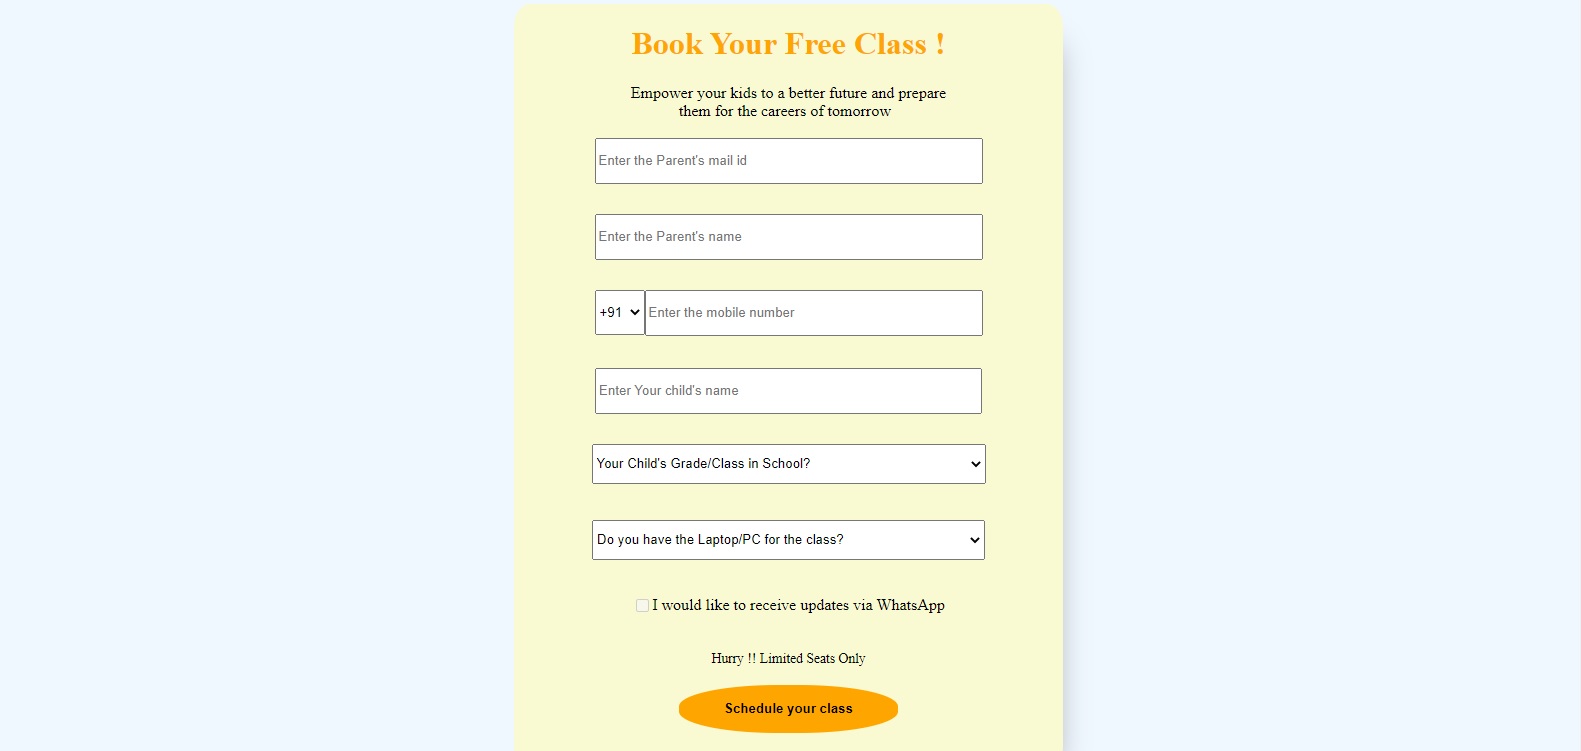 Book Your Free Class !
Empower your kids to a better future and prepare
them for the careers of tomorrow
Enter the Parent's mail id
Enter the Parent's name
+91 Enter the mobile number
Enter Your child's name
Your Child's Grade/Class in School?
Do you have the Laptop/PC for the class?
I would like to receive updates via WhatsApp
Hurry !! Limited Seats Only
Schedule your class